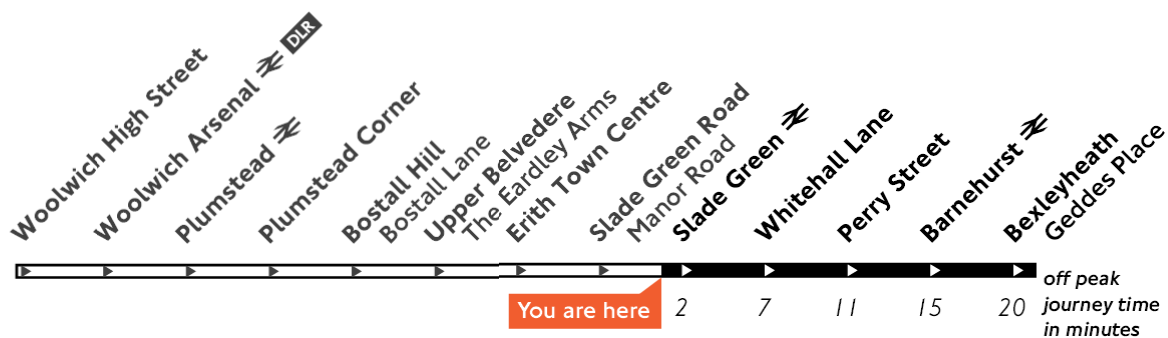 Woolwich High Street
Woolwich Arsenal DLR
Plumstead
Plumstead Corner
Bostall Hill
Bostall Lane
Upper Belvedere
The Eardley Arms
Erith Town Centre
Slade Green Road
Manor Road
Slade Green
Whitehall Lane
Perry Street
Barnehurst
Bexleyheath
Geddes Place
You are here
2 7 11 15 20
off peak
journey time
in minutes